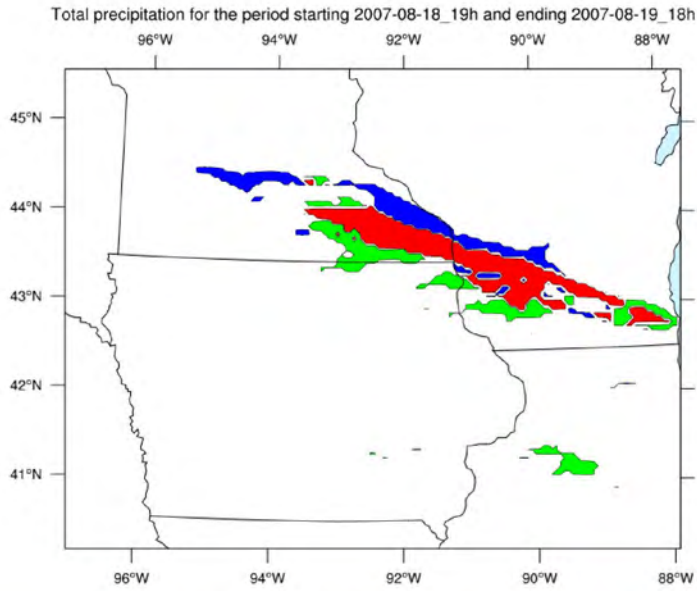 Total precipitation for the period starting 2007-08-18_19h and ending 2007-08-19_18h
96°W 94°W 92°W 90°W 88°W
45°N
44°N
43°N
42°N
41°N
96°W 94°W 92°W 90°W 88°W